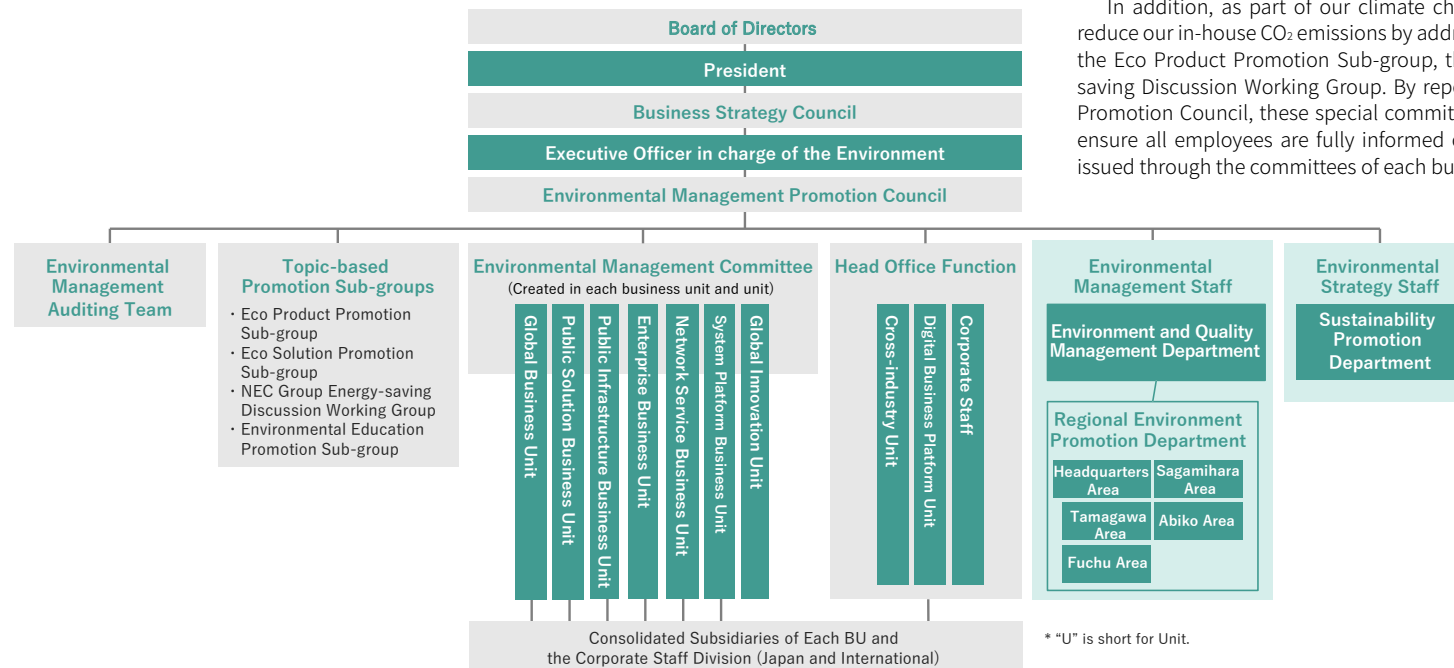 In addition, as part of our climate ch
reduce our in-house CO₂ emissions by addr
the Eco Product Promotion Sub-group, th
saving Discussion Working Group. By repo
Promotion Council, these special commit
ensure all employees are fully informed
issued through the committees of each bu
Board of Directors
President
Business Strategy Council
Executive Officer in charge of the Environment
Environmental Management Promotion Council
Environmental
Management
Auditing Team
Topic-based
Promotion Sub-groups
・Eco Product Promotion
Sub-group
・Eco Solution Promotion
Sub-group
・NEC Group Energy-saving
Discussion Working Group
・Environmental Education
Promotion Sub-group
Environmental Management Committee
(Created in each business unit and unit)
Global Business Unit
Public Solution Business Unit
Public Infrastructure Business Unit
Enterprise Business Unit
Network Service Business Unit
System Platform Business Unit
Global Innovation Unit
Head Office Function
Cross-industry Unit
Digital Business Platform Unit
Corporate Staff
Environmental
Management Staff
Environment and Quality
Management Department
Regional Environment
Promotion Department
Headquarters
Area
Sagamihara
Area
Tamagawa
Area
Abiko Area
Fuchu Area
Environmental
Strategy Staff
Sustainability
Promotion
Department
Consolidated Subsidiaries of Each BU and
the Corporate Staff Division (Japan and International)
* “U” is short for Unit.